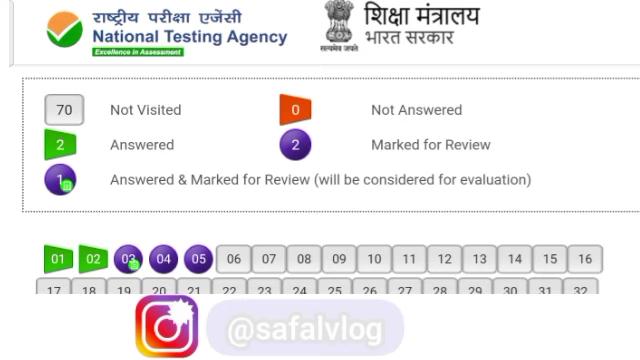 राष्ट्रीय परीक्षा एजेंसी
National Testing Agency
Excellence in Assessment
सत्यमेव जयते
शिक्षा मंत्रालय
भारत सरकार
70 Not Visited 0 Not Answered
2 Answered 2 Marked for Review
1 Answered & Marked for Review (will be considered for evaluation)
01 02 03 04 05 06 07 08 09 10 11 12 13 14 15 16
17 18 19 20 21 22 23 24 25 26 27 28 29 30 31 32
@safalvlog